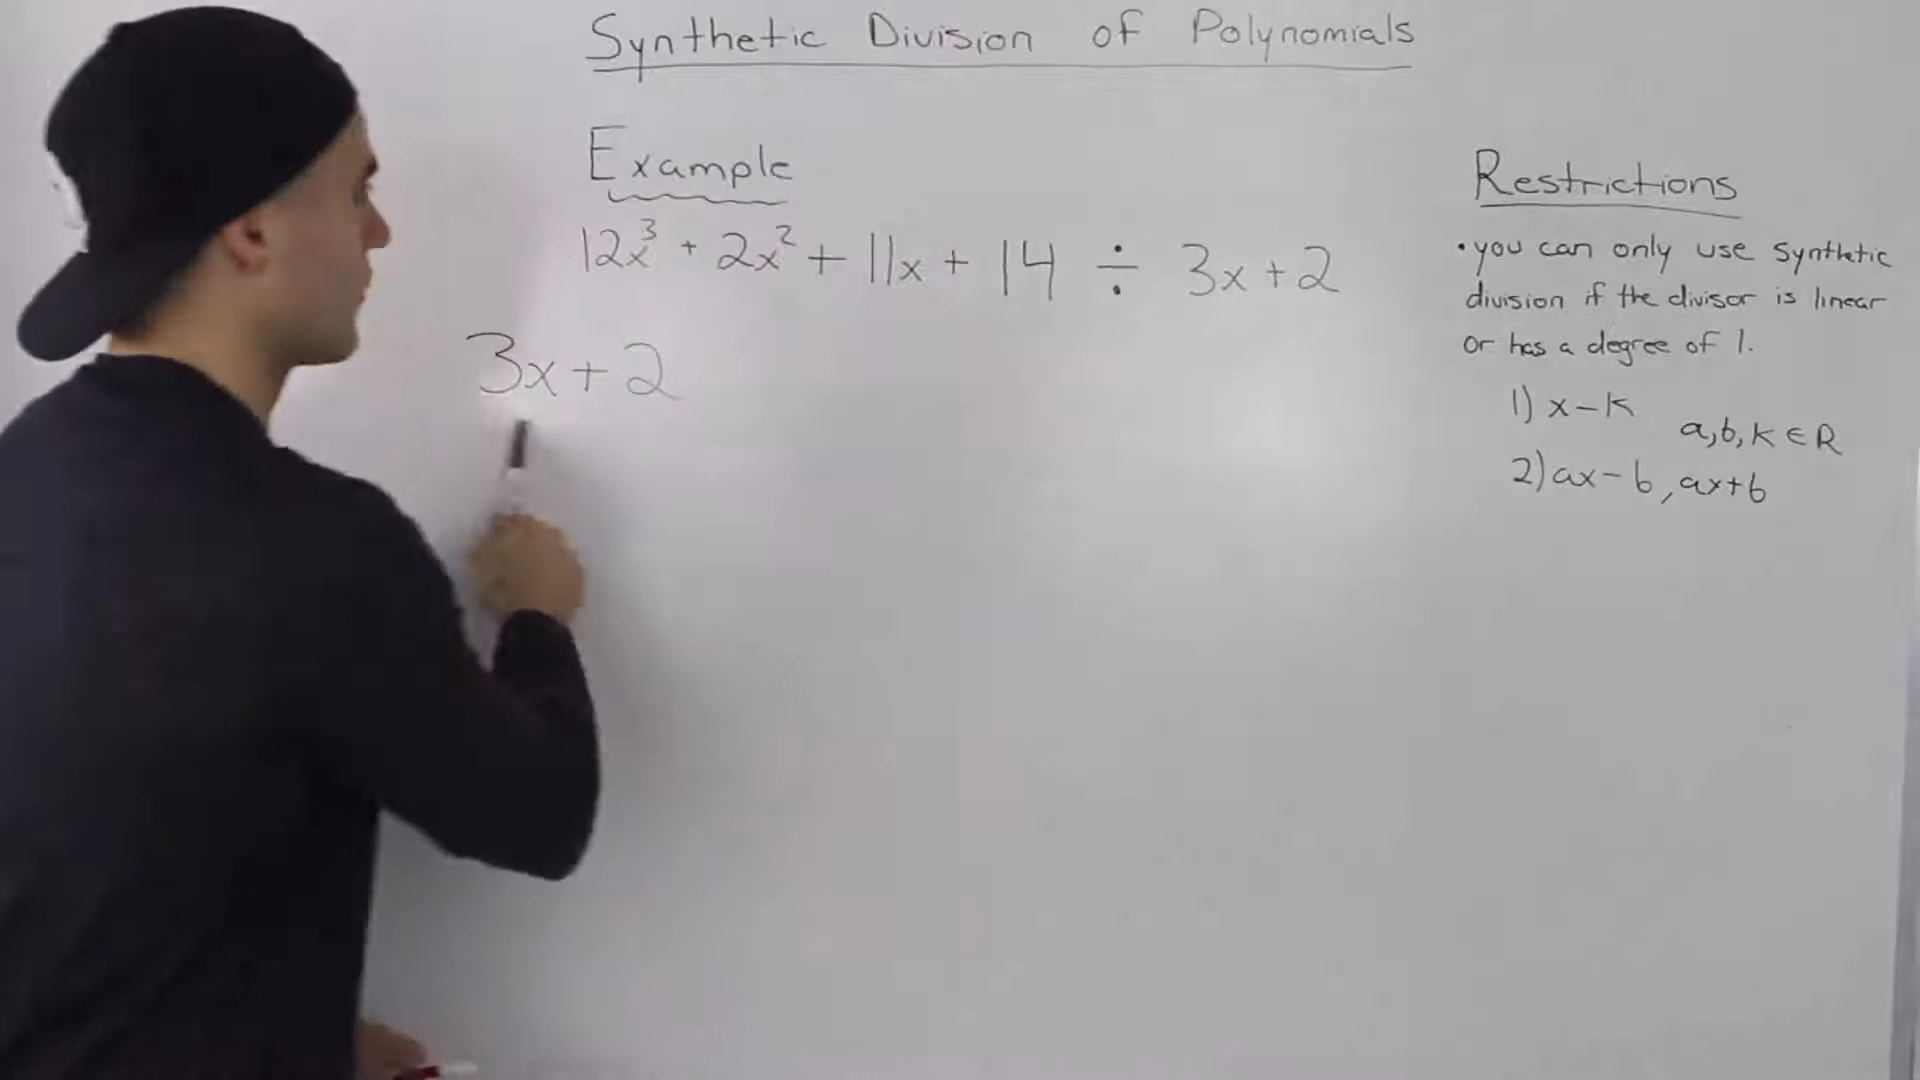 Synthetic Division of Polynomials
Example
12x³ + 2x² + 11x + 14 ÷ 3x + 2
3x + 2
Restrictions
• you can only use synthetic
division if the divisor is linear
or has a degree of 1.
1) x - k
a, b, k ∈ R
2) ax - b, ax + b